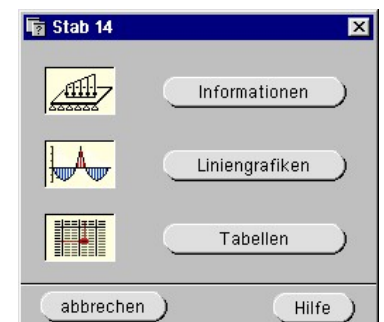 Stab 14
Informationen
Liniengrafiken
Tabellen
abbrechen Hilfe